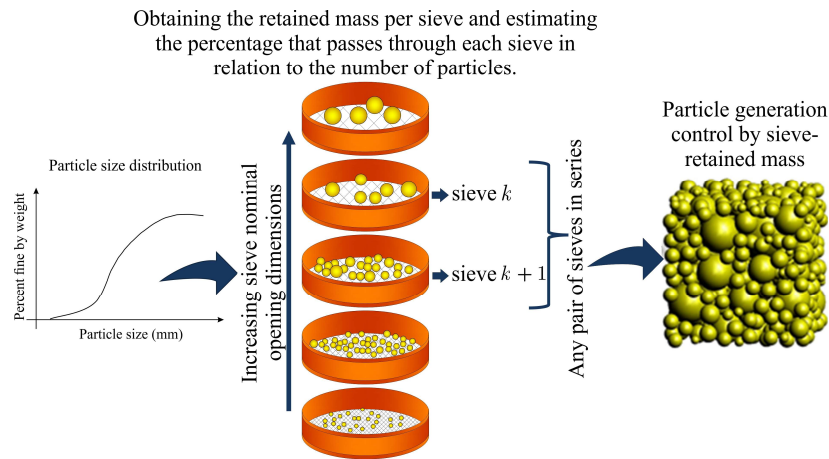 Obtaining the retained mass per sieve and estimating
the percentage that passes through each sieve in
relation to the number of particles.
Particle size distribution
Percent fine by weight
Particle size (mm)
Increasing sieve nominal
opening dimensions
sieve k
sieve k + 1
Any pair of sieves in series
Particle generation
control by sieve-
retained mass